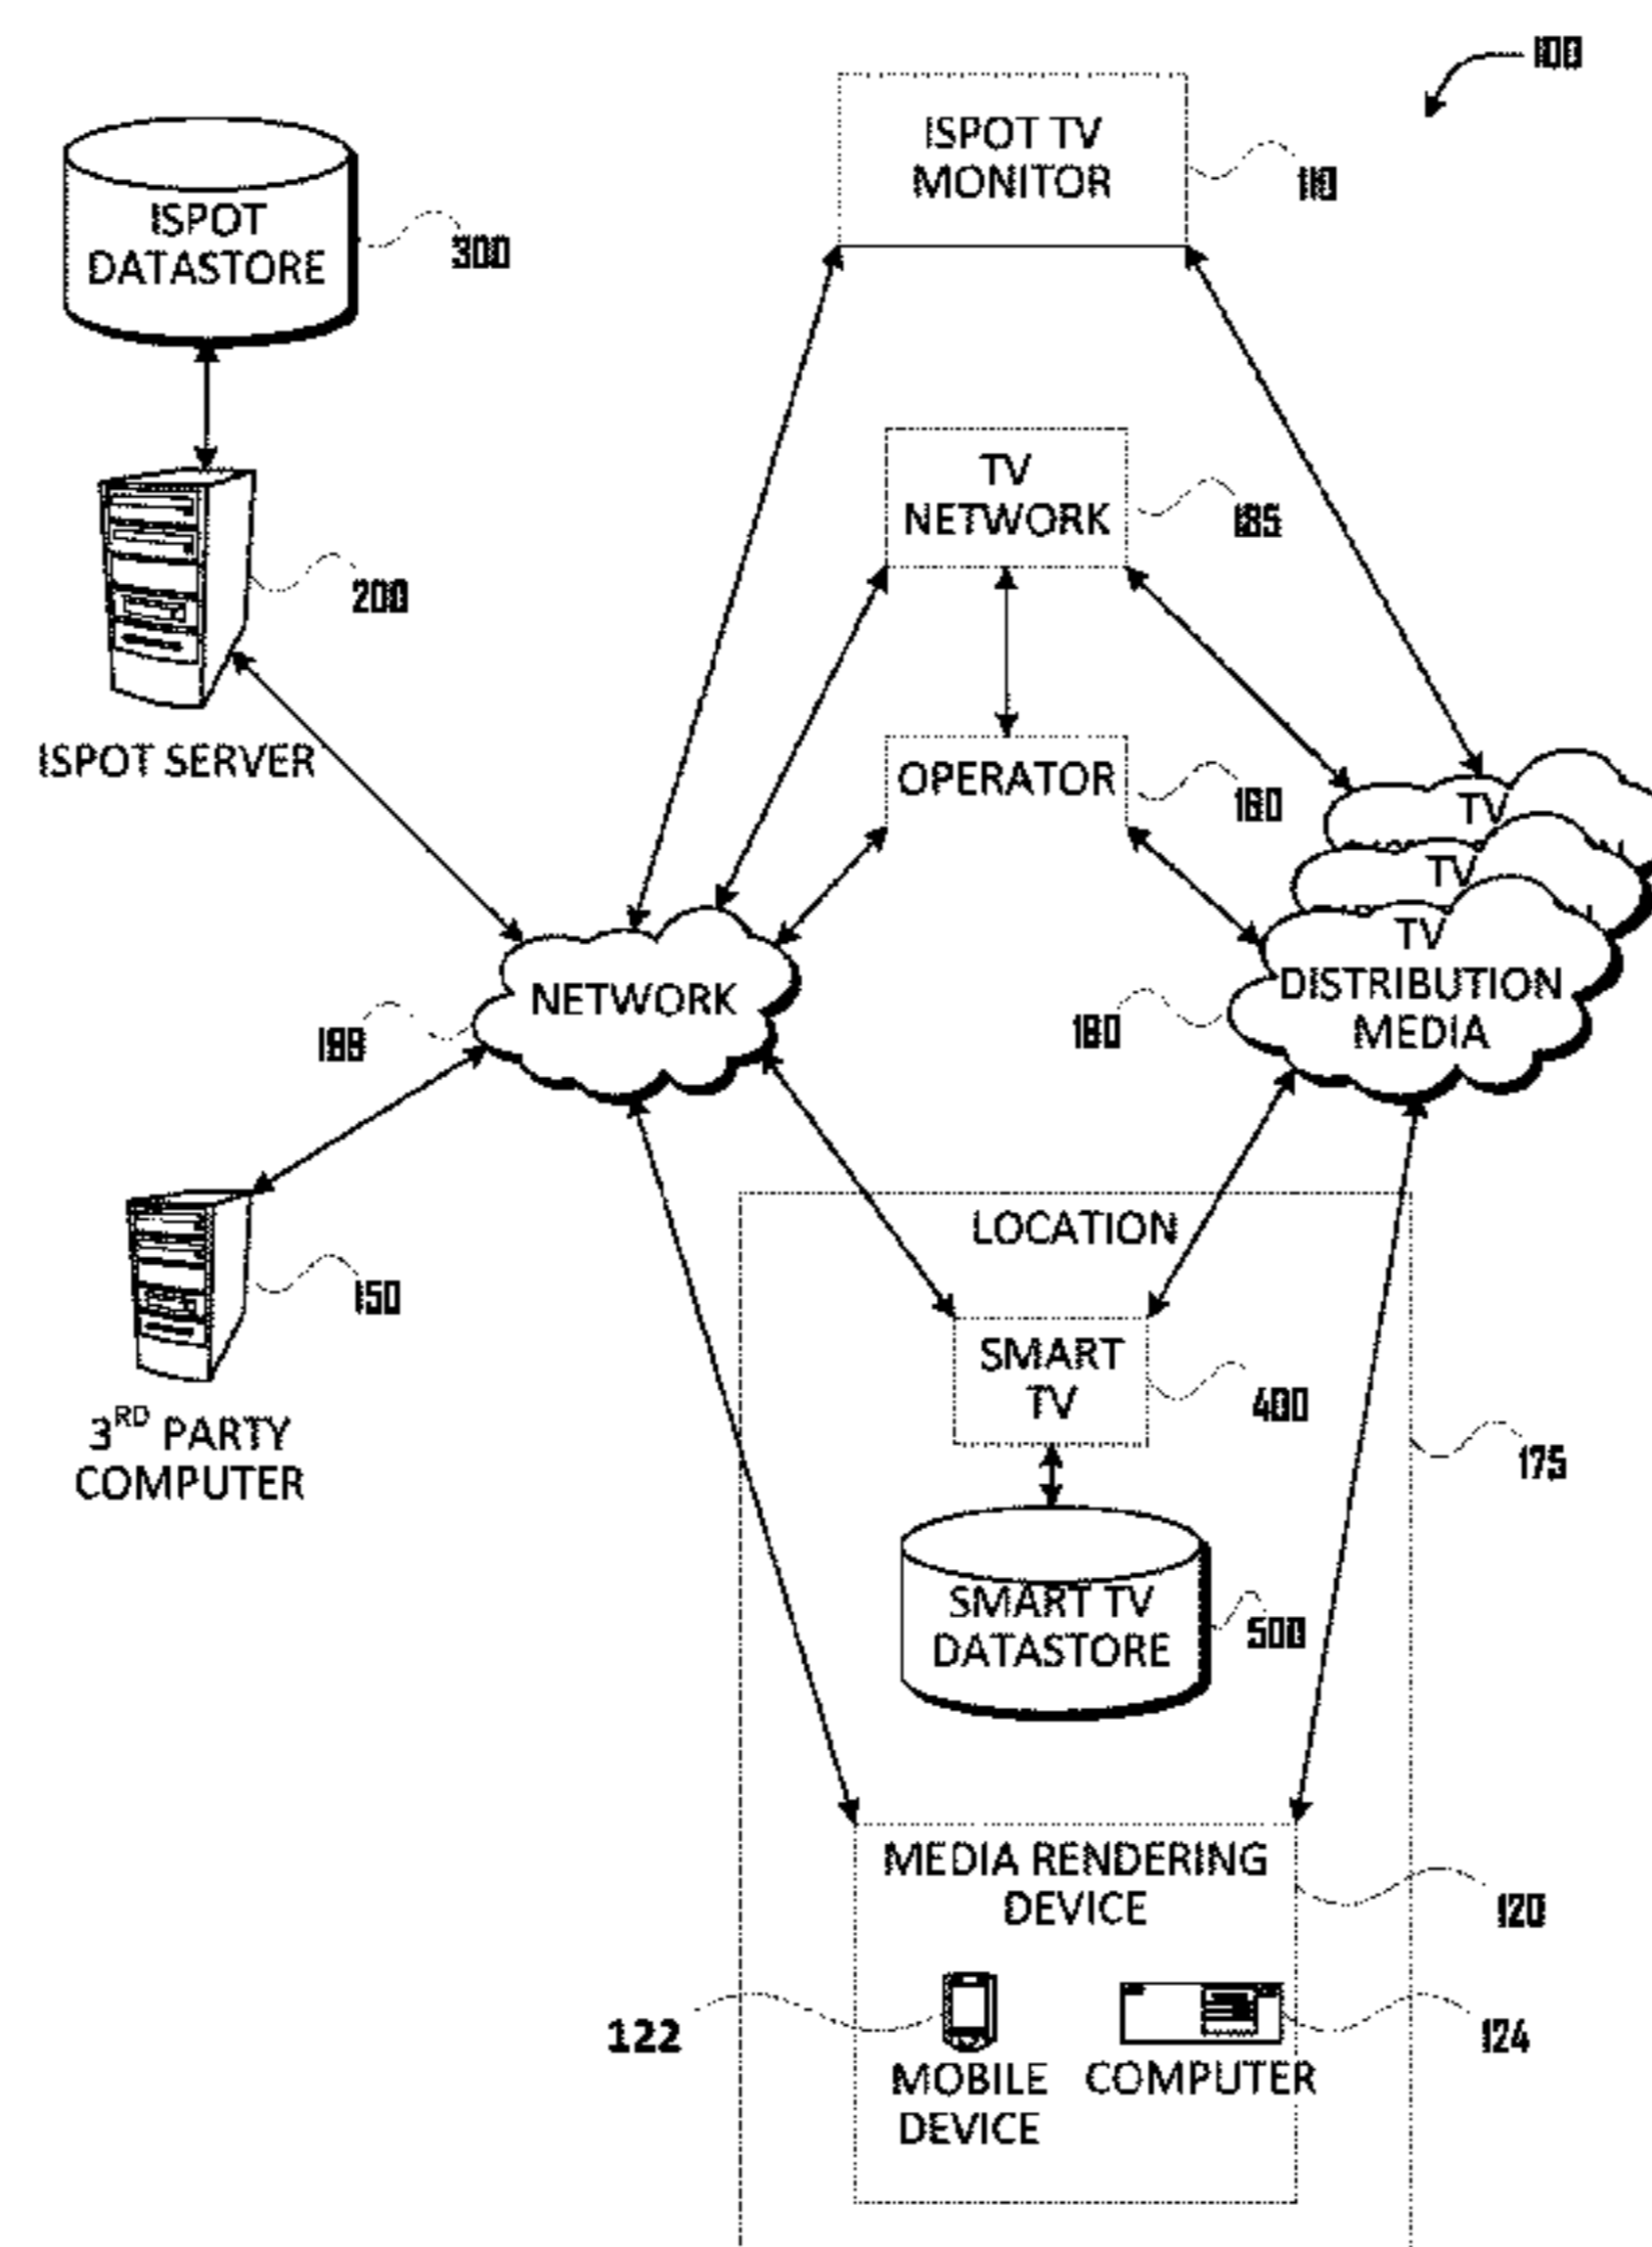 100
ISPOT TV
MONITOR
110
ISPOT
DATASTORE
300
TV
NETWORK
185
200
ISPOT SERVER
OPERATOR
160
TV
TV
TV
DISTRIBUTION
MEDIA
180
NETWORK
199
LOCATION
150
3RD PARTY
COMPUTER
SMART
TV
400
175
SMART TV
DATASTORE
500
MEDIA RENDERING
DEVICE
120
122
124
MOBILE
DEVICE
COMPUTER